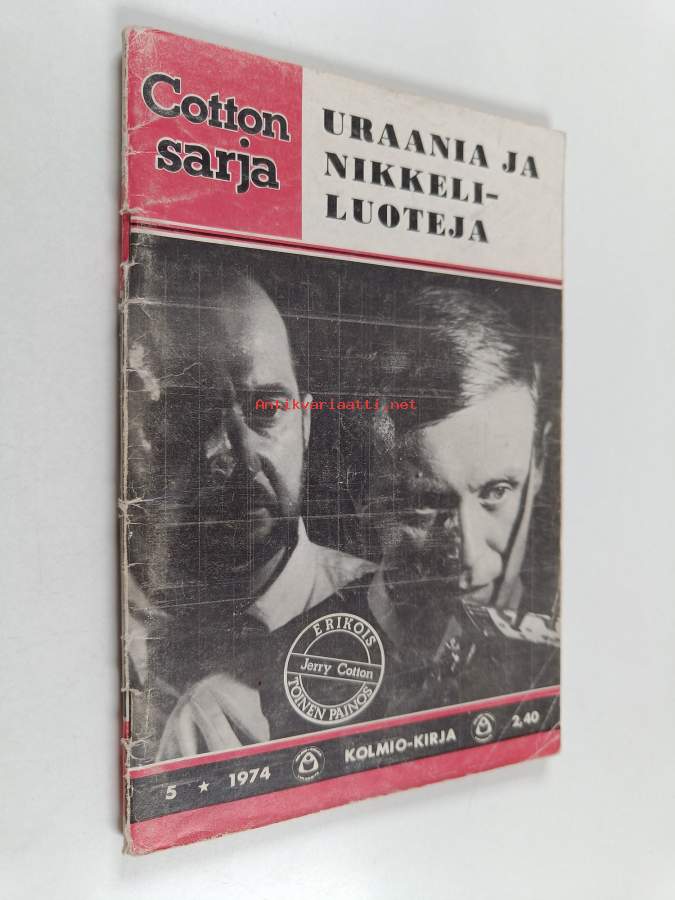 Cotton
sarja
URAANIA JA
NIKKELI-
LUOTEJA
Antikvariaatti.net
ERIKOIS
Jerry Cotton
TOINEN PAINOS
5 ★ 1974
KOLMIO-KIRJA
2,40